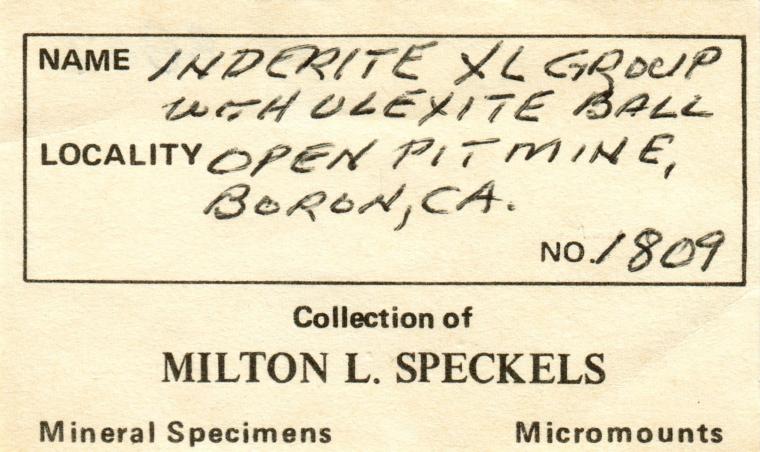 NAME INDERITE XL GROUP
WITH ULEXITE BALL
LOCALITY OPEN PIT MINE,
BORON, CA.
NO. 1809
Collection of
MILTON L. SPECKELS
Mineral Specimens Micromounts